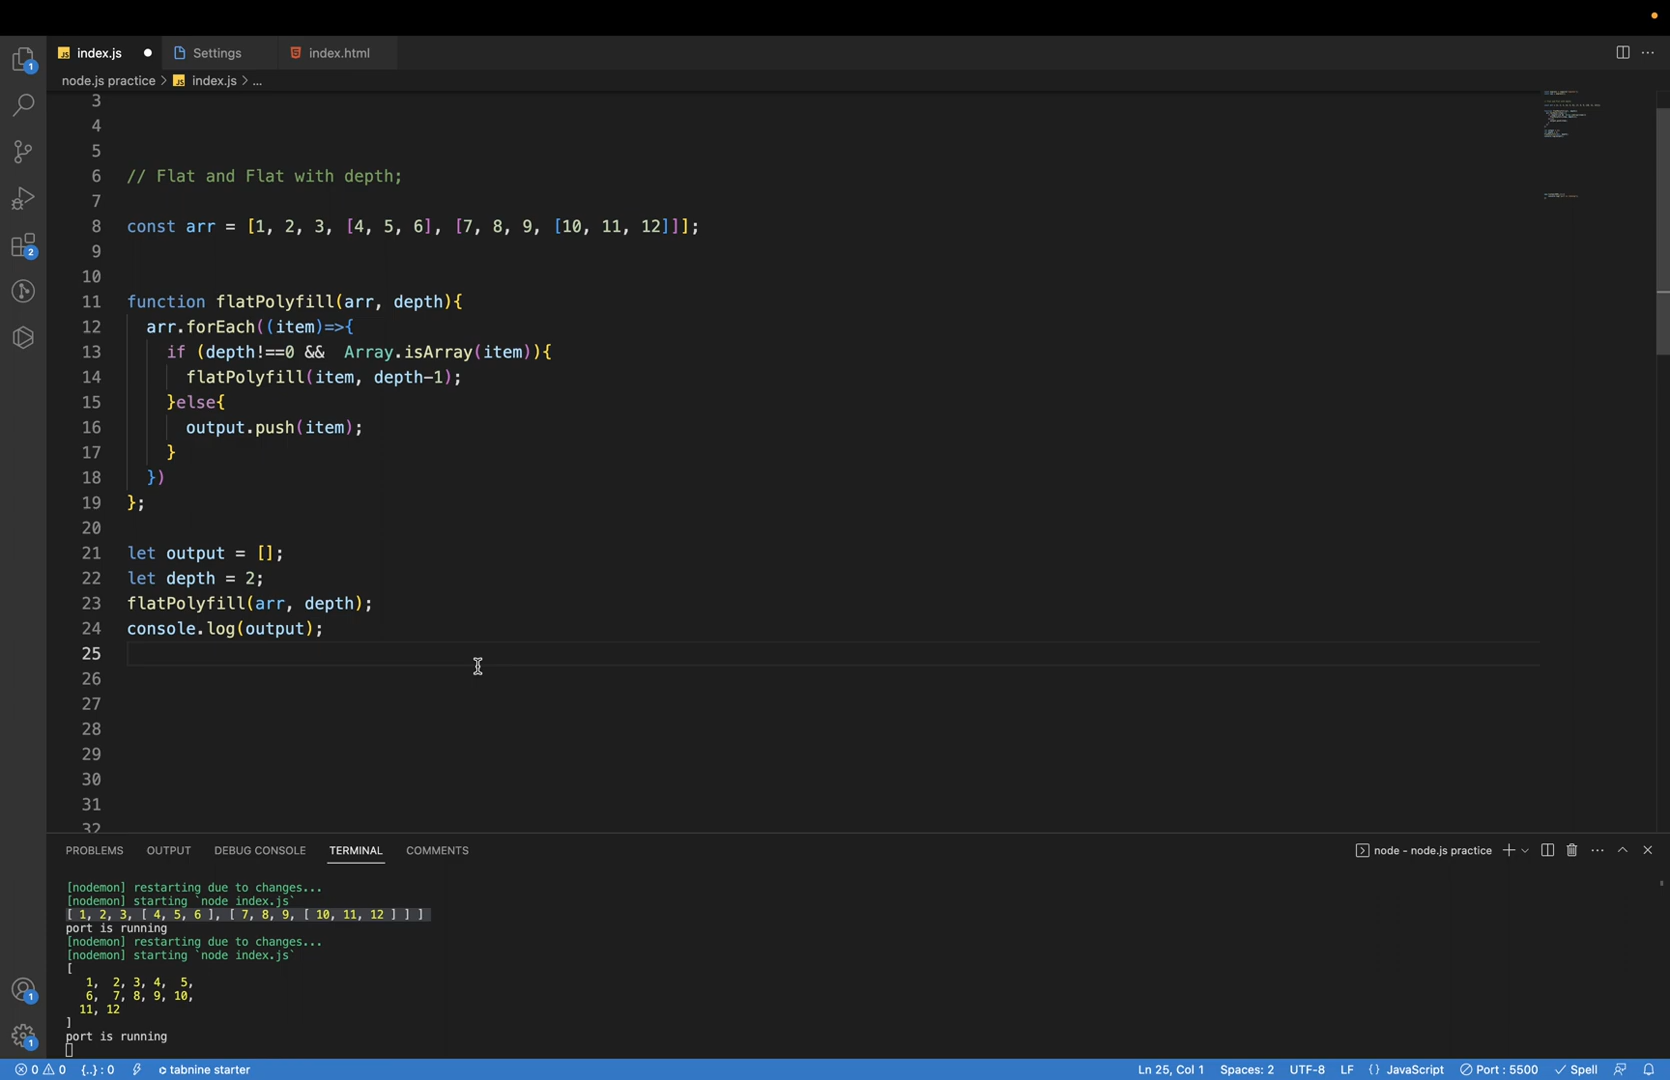 index.js
Settings
index.html
node.js practice > index.js > ...
3
4
5
6 // Flat and Flat with depth;
7
8 const arr = [1, 2, 3, [4, 5, 6], [7, 8, 9, [10, 11, 12]]];
9
10
11 function flatPolyfill(arr, depth){
12 arr.forEach((item)=>{
13 if (depth!==0 &&  Array.isArray(item)){
14 flatPolyfill(item, depth-1);
15 }else{
16 output.push(item);
17 }
18 })
19 };
20
21 let output = [];
22 let depth = 2;
23 flatPolyfill(arr, depth);
24 console.log(output);
25
26
27
28
29
30
31
32
1
2
PROBLEMS OUTPUT DEBUG CONSOLE TERMINAL COMMENTS
node - node.js practice
[nodemon] restarting due to changes...
[nodemon] starting `node index.js`
[ 1, 2, 3, [ 4, 5, 6 ], [ 7, 8, 9, [ 10, 11, 12 ] ] ]
port is running
[nodemon] restarting due to changes...
[nodemon] starting `node index.js`
[
1, 2, 3, 4, 5,
6, 7, 8, 9, 10,
11, 12
]
port is running
1
1
0 0 {..} : 0 tabnine starter
Ln 25, Col 1 Spaces: 2 UTF-8 LF {} JavaScript Port : 5500 Spell